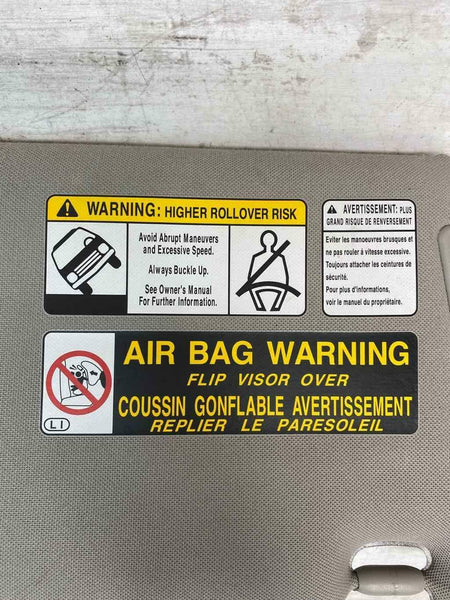 WARNING: HIGHER ROLLOVER RISK
Avoid Abrupt Maneuvers
and Excessive Speed.
Always Buckle Up.
See Owner's Manual
For Further Information.
AVERTISSEMENT: PLUS
GRAND RISQUE DE RENVERSEMENT
Eviter les manoeuvres brusques et
ne pas rouler à vitesse excessive.
Toujours attacher les ceintures de
sécurité.
Pour plus d'informations,
voir le manuel du propriétaire.
AIR BAG WARNING
FLIP VISOR OVER
COUSSIN GONFLABLE AVERTISSEMENT
REPLIER LE PARESOLEIL
LI